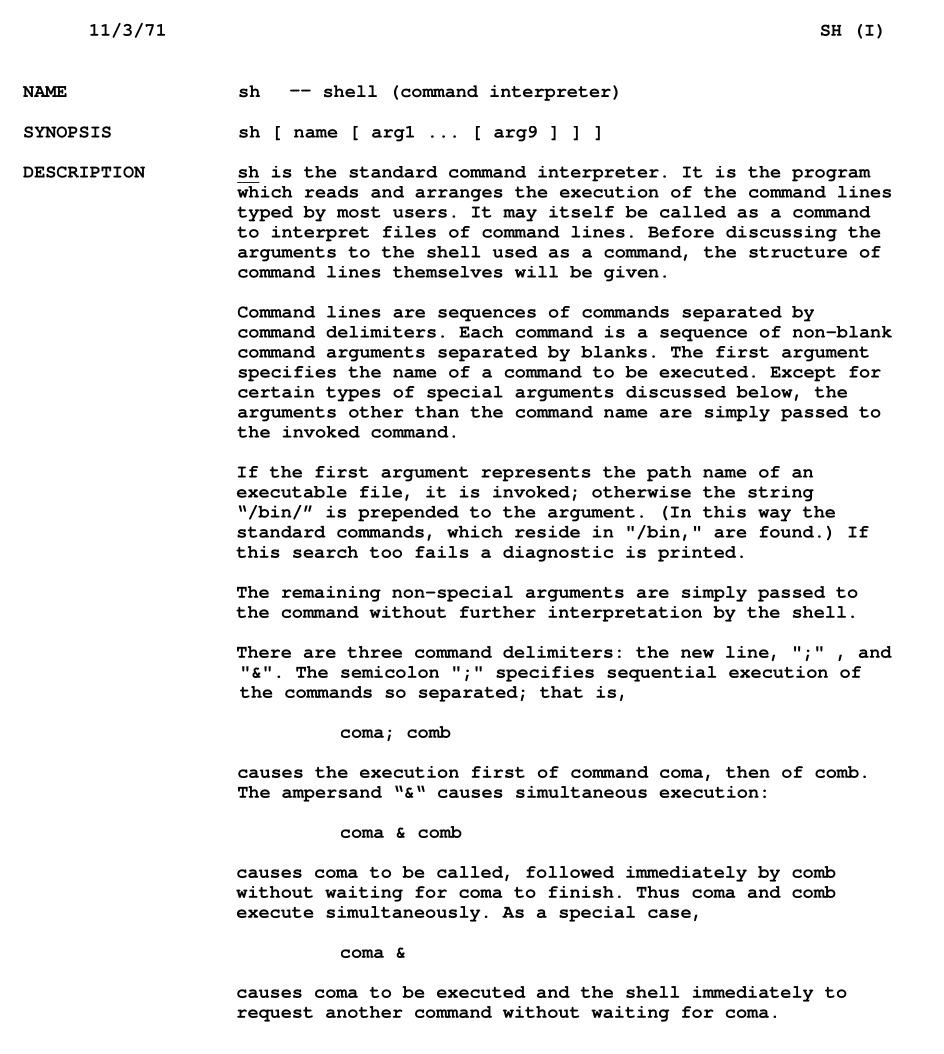 11/3/71 SH (I)
NAME sh -- shell (command interpreter)
SYNOPSIS sh [ name [ arg1 ... [ arg9 ] ] ]
DESCRIPTION sh is the standard command interpreter. It is the program
which reads and arranges the execution of the command lines
typed by most users. It may itself be called as a command
to interpret files of command lines. Before discussing the
arguments to the shell used as a command, the structure of
command lines themselves will be given.
Command lines are sequences of commands separated by
command delimiters. Each command is a sequence of non-blank
command arguments separated by blanks. The first argument
specifies the name of a command to be executed. Except for
certain types of special arguments discussed below, the
arguments other than the command name are simply passed to
the invoked command.
If the first argument represents the path name of an
executable file, it is invoked; otherwise the string
“/bin/” is prepended to the argument. (In this way the
standard commands, which reside in "/bin," are found.) If
this search too fails a diagnostic is printed.
The remaining non-special arguments are simply passed to
the command without further interpretation by the shell.
There are three command delimiters: the new line, ";" , and
"&". The semicolon ";" specifies sequential execution of
the commands so separated; that is,
coma; comb
causes the execution first of command coma, then of comb.
The ampersand “&“ causes simultaneous execution:
coma & comb
causes coma to be called, followed immediately by comb
without waiting for coma to finish. Thus coma and comb
execute simultaneously. As a special case,
coma &
causes coma to be executed and the shell immediately to
request another command without waiting for coma.